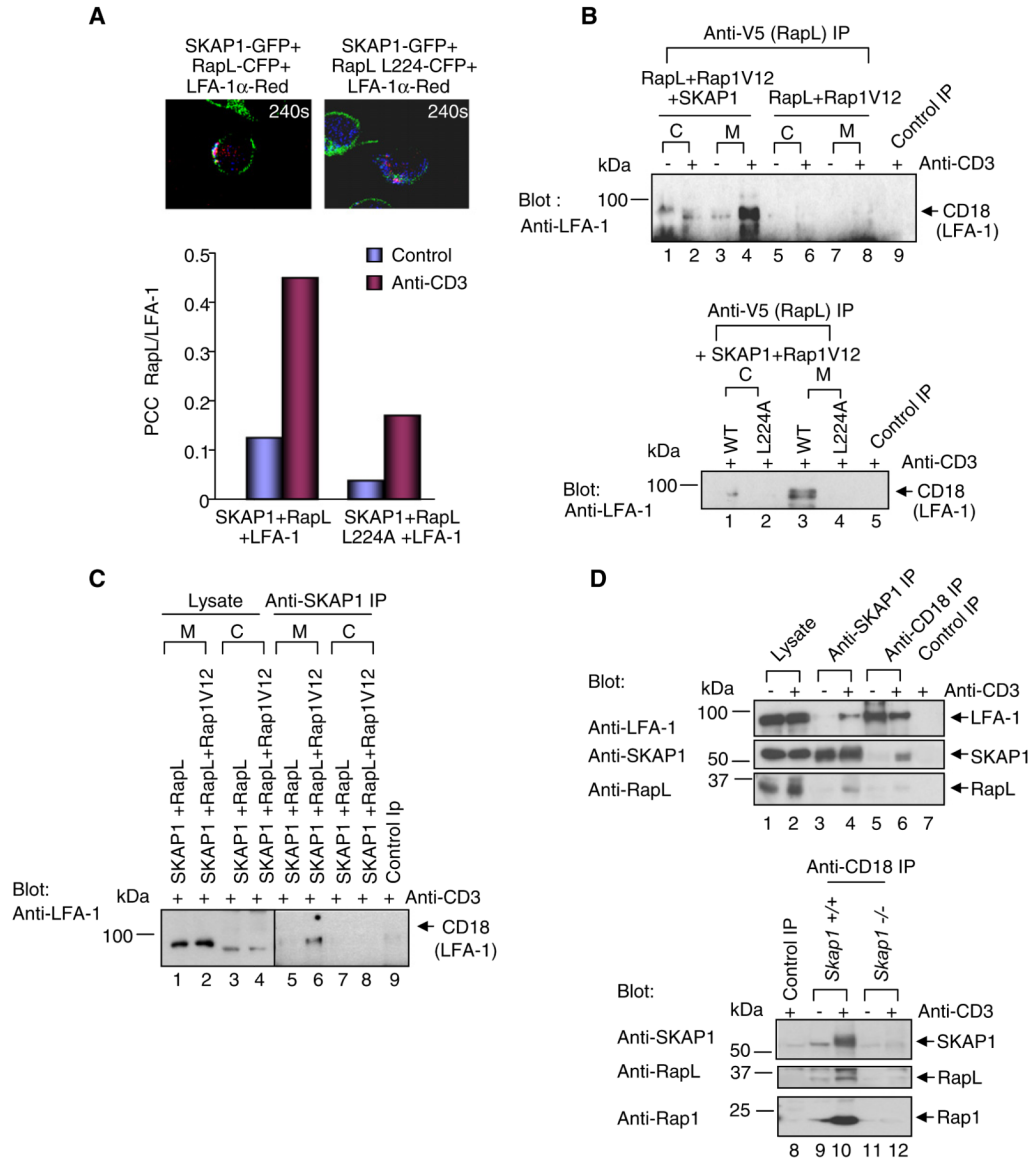 A
SKAP1-GFP+
RapL-CFP+
LFA-1α-Red
SKAP1-GFP+
RapL L224-CFP+
LFA-1α-Red
240s
240s
PCC RapL/LFA-1
0.5
0.4
0.3
0.2
0.1
0
Control
Anti-CD3
SKAP1+RapL
+LFA-1
SKAP1+RapL
L224A +LFA-1
B
Anti-V5 (RapL) IP
RapL+Rap1V12
+SKAP1
RapL+Rap1V12
Control IP
C M C M
kDa
- + - + - + - + + Anti-CD3
Blot :
Anti-LFA-1
100
CD18
(LFA-1)
1 2 3 4 5 6 7 8 9
Anti-V5 (RapL) IP
+ SKAP1+Rap1V12
C M
WT L224A WT L224A Control IP
kDa
+ + + + + Anti-CD3
Blot:
Anti-LFA-1
100
CD18
(LFA-1)
1 2 3 4 5
C
Lysate Anti-SKAP1 IP
M C M C
SKAP1 +RapL
SKAP1 +RapL+Rap1V12
SKAP1 +RapL
SKAP1 +RapL+Rap1V12
SKAP1 +RapL
SKAP1 +RapL+Rap1V12
SKAP1 +RapL
SKAP1 +RapL+Rap1V12
Control Ip
Blot:
Anti-LFA-1
kDa
+ + + + + + + + + Anti-CD3
100
CD18
(LFA-1)
1 2 3 4 5 6 7 8 9
D
Lysate
Anti-SKAP1 IP
Anti-CD18 IP
Control IP
Blot:
kDa
- + - + - + + Anti-CD3
Anti-LFA-1
100
LFA-1
Anti-SKAP1
50
SKAP1
Anti-RapL
37
RapL
1 2 3 4 5 6 7
Anti-CD18 IP
Control IP
Skap1 +/+
Skap1 -/-
Blot:
kDa
+ - + - + Anti-CD3
Anti-SKAP1
50
SKAP1
Anti-RapL
37
RapL
Anti-Rap1
25
Rap1
8 9 10 11 12